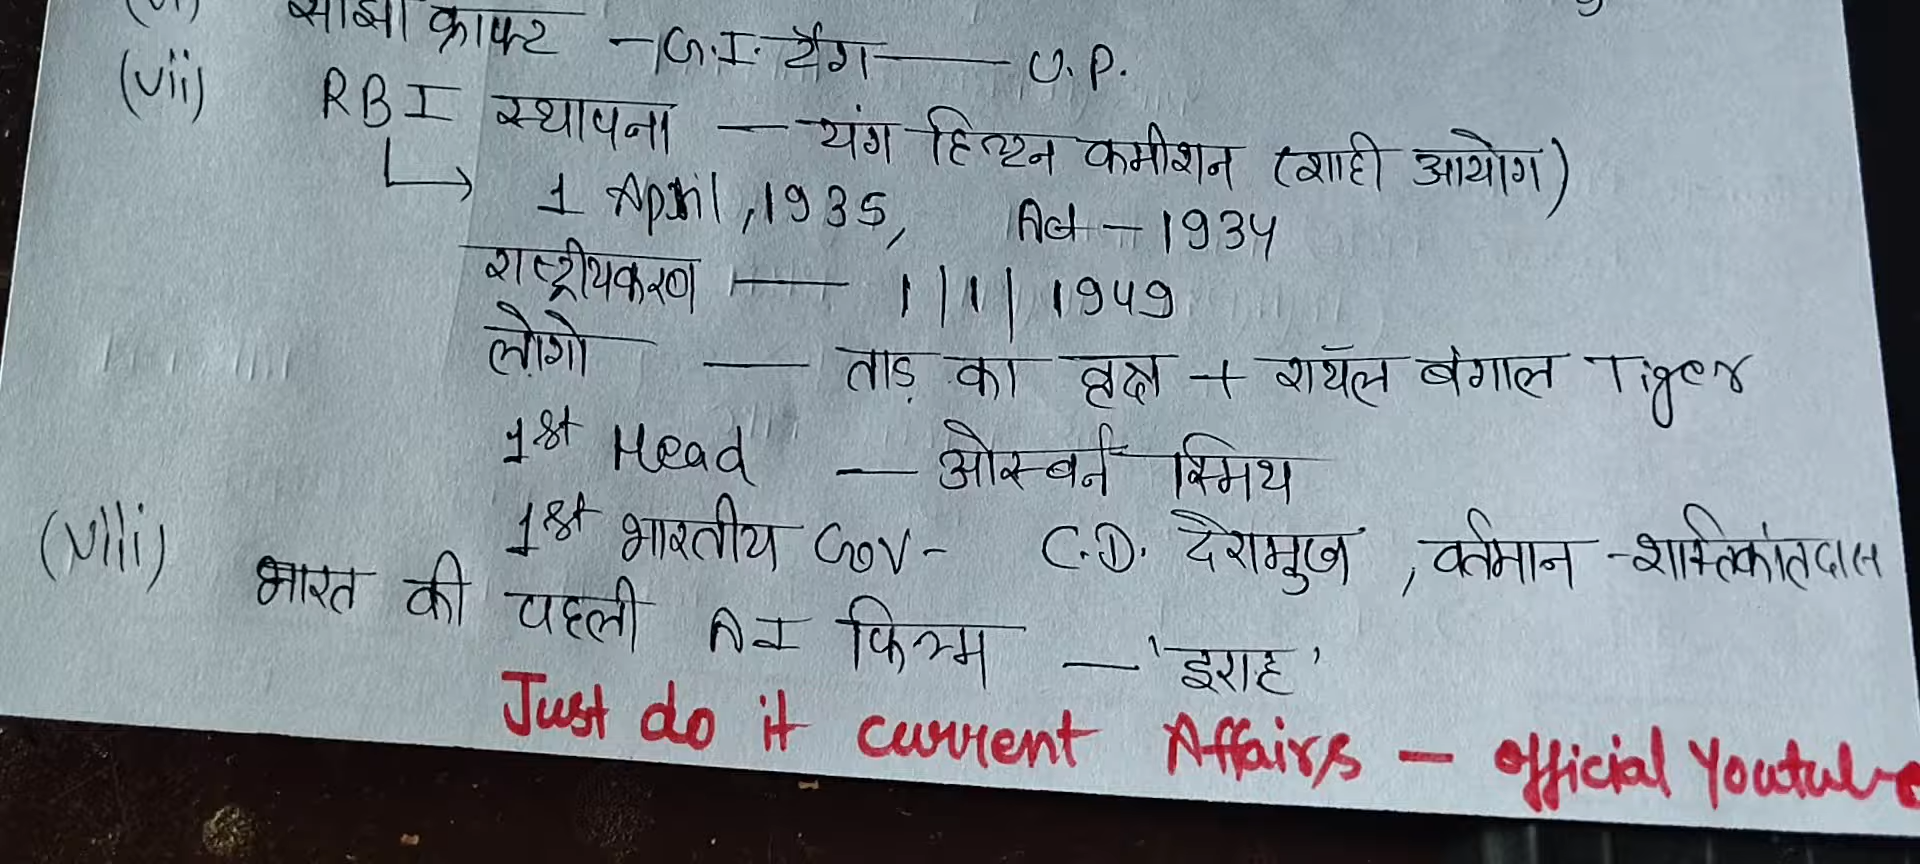 (vi) साझी क्राफ्ट - G.I. टैग — U.P.
(vii) RBI स्थापना — यंग हिल्टन कमीशन (शाही आयोग)
1 April, 1935, Act - 1934
राष्ट्रीयकरण — 1|1|1949
लोगो — ताड़ का वृक्ष + रायॅल बंगाल Tiger
1st Head — ओस्बर्न स्मिथ
1st भारतीय Gov - C.D. देशमुख, वर्तमान - शक्तिकांतदास
(viii) भारत की पहली AI फिल्म — 'इराह'
Just do it current Affairs - official Youtube